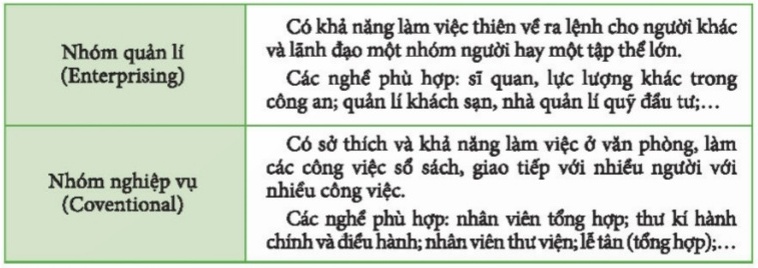 Nhóm quản lí
(Enterprising)
Có khả năng làm việc thiên về ra lệnh cho người khác
và lãnh đạo một nhóm người hay một tập thể lớn.
Các nghề phù hợp: sĩ quan, lực lượng khác trong
công an; quản lí khách sạn, nhà quản lí quỹ đầu tư;…
Nhóm nghiệp vụ
(Coventional)
Có sở thích và khả năng làm việc ở văn phòng, làm
các công việc sổ sách, giao tiếp với nhiều người với
nhiều công việc.
Các nghề phù hợp: nhân viên tổng hợp; thư kí hành
chính và điều hành; nhân viên thư viện; lễ tân (tổng hợp);…